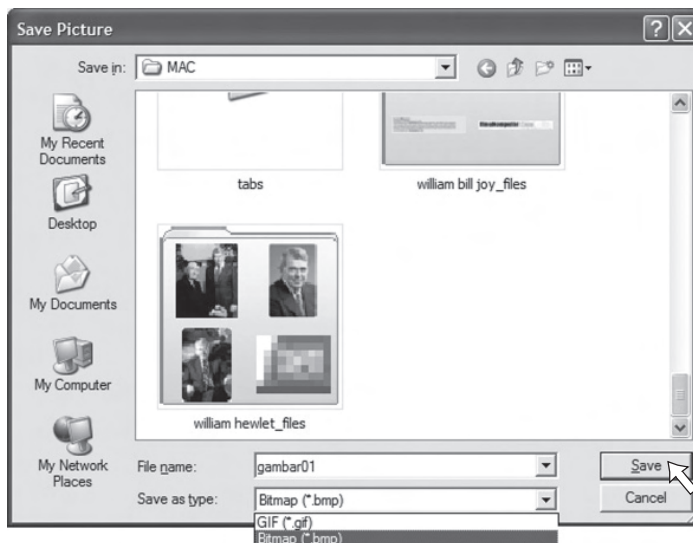 Save Picture
Save in:
MAC
My Recent
Documents
Desktop
My Documents
My Computer
My Network
Places
tabs
william bill joy_files
william hewlet_files
File name:
gambar01
Save
Save as type:
Bitmap (*.bmp)
Cancel
GIF (*.gif)
Bitmap (*.bmp)